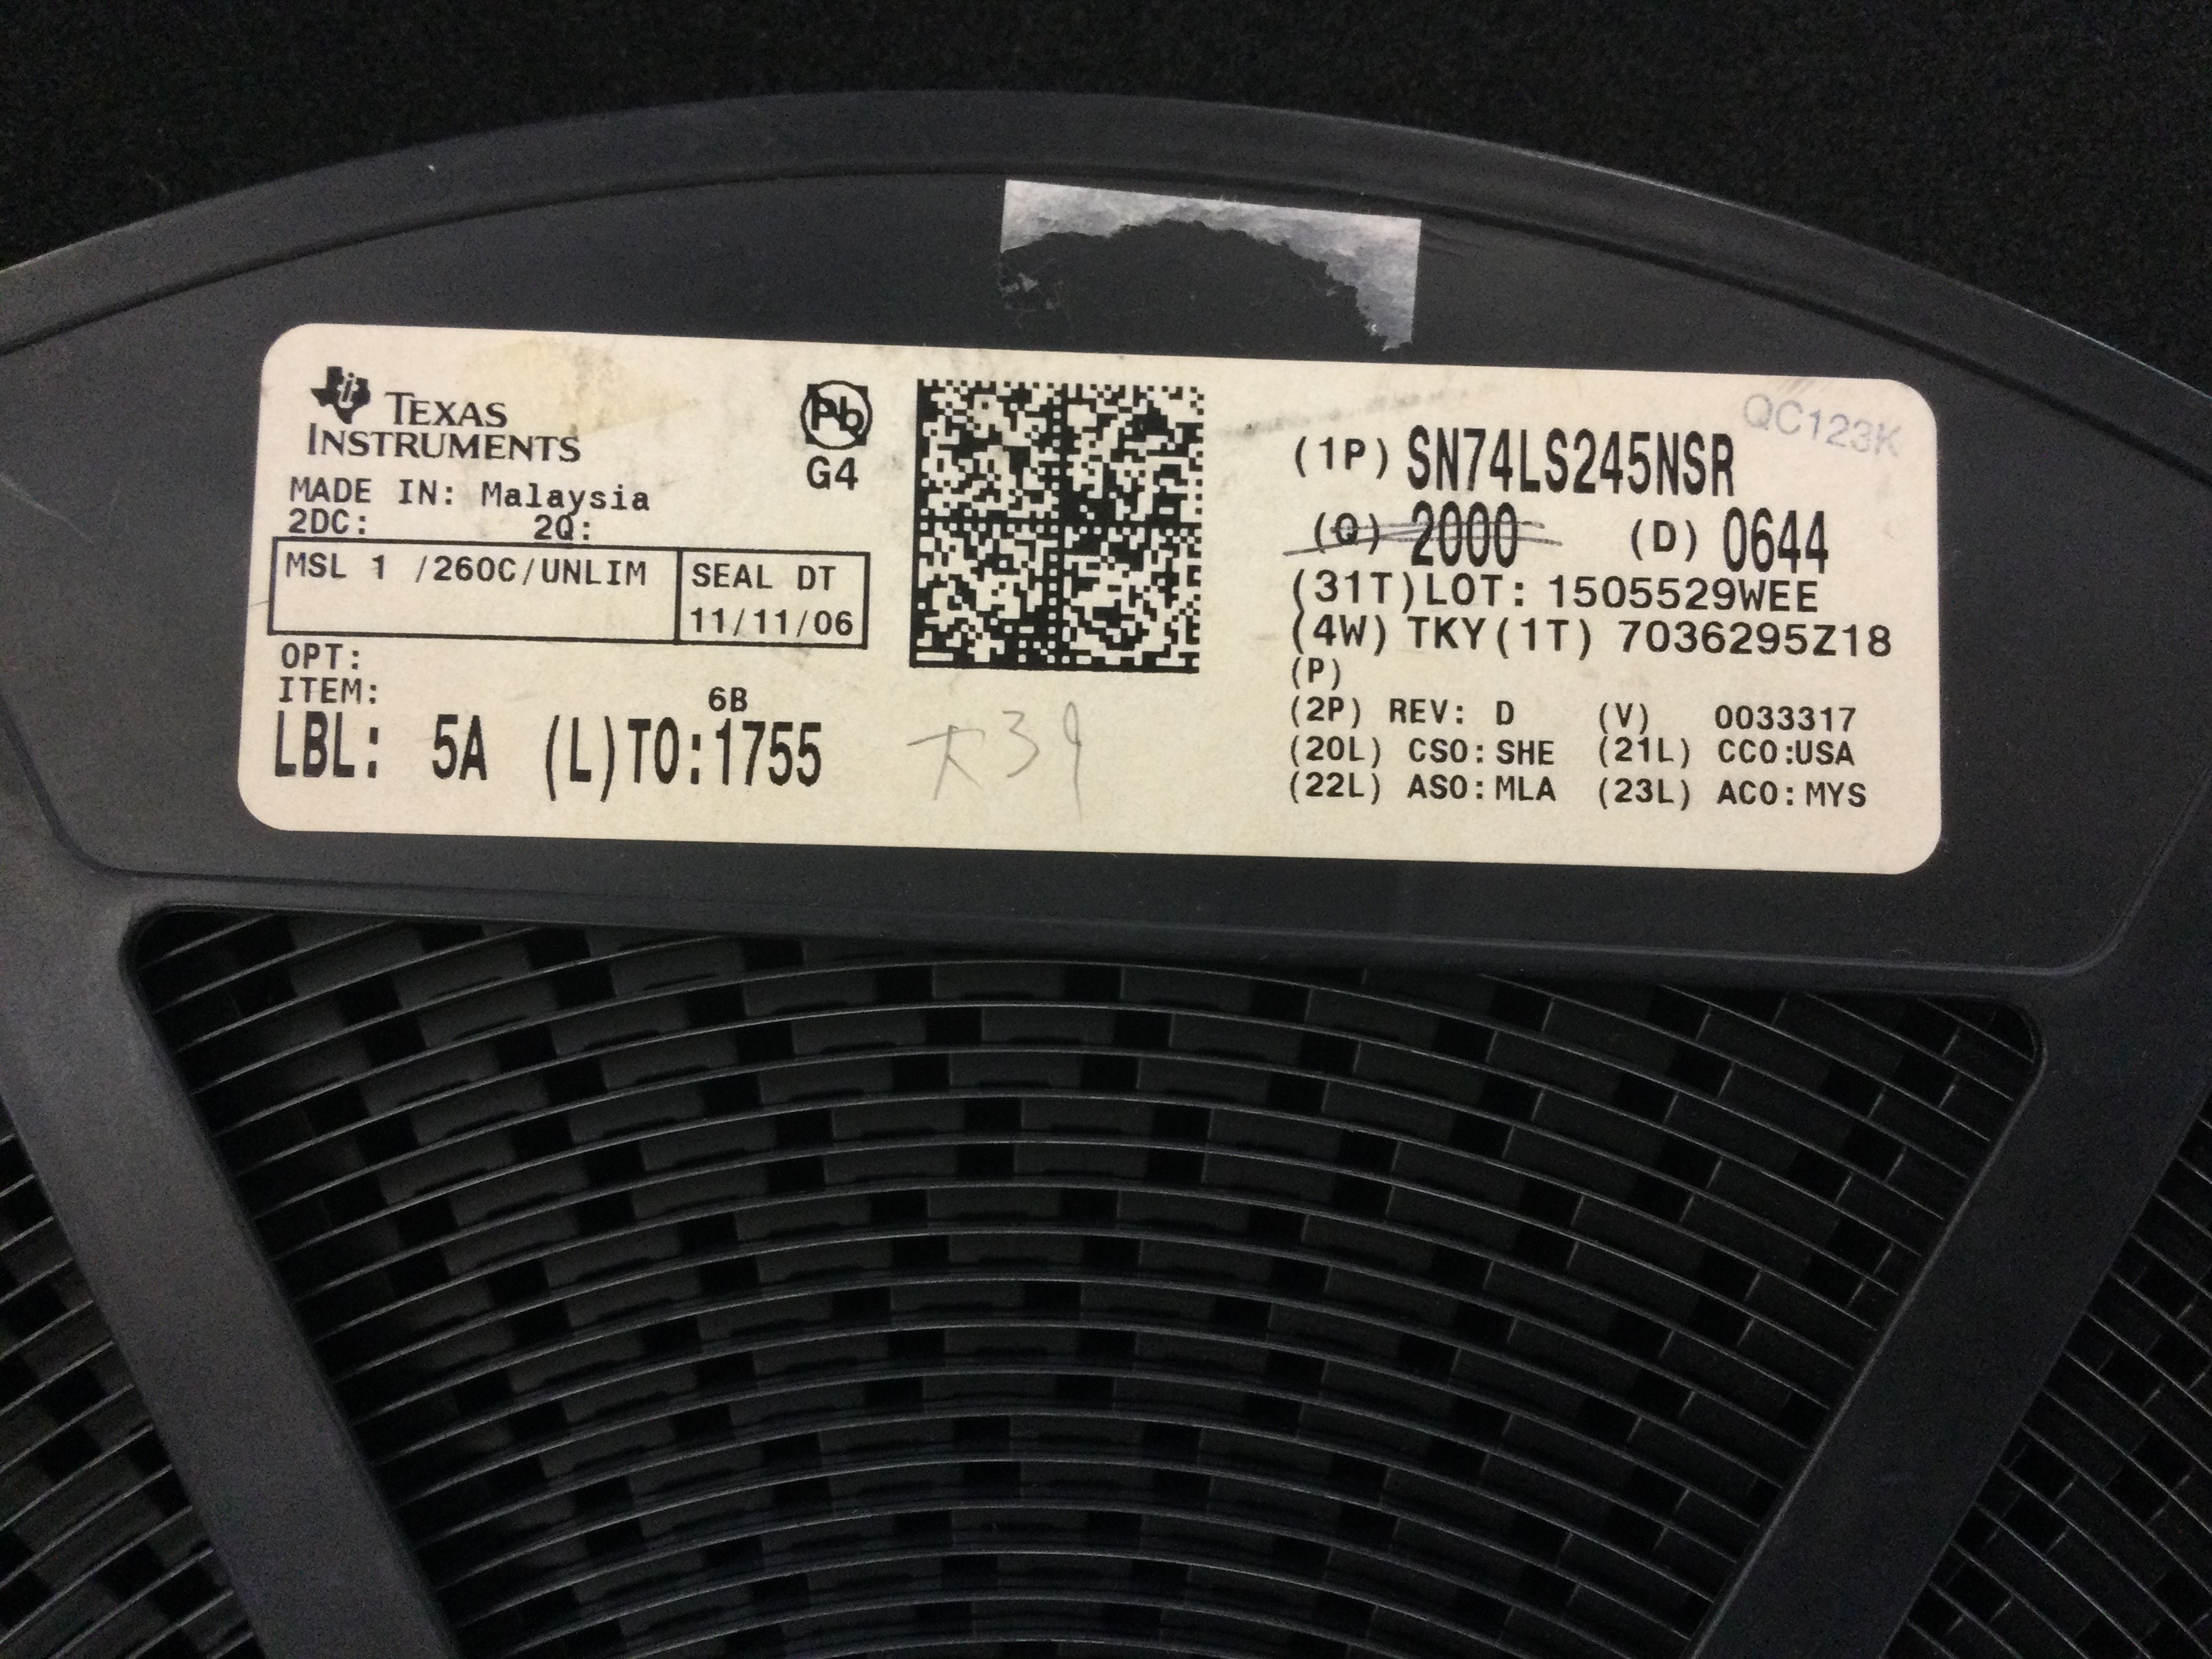 TEXAS
INSTRUMENTS
Pb
G4
MADE IN: Malaysia
2DC: 2Q:
MSL 1 /260C/UNLIM
SEAL DT
11/11/06
OPT:
ITEM:
6B
LBL: 5A (L)TO:1755
39
QC123K
(1P) SN74LS245NSR
(Q) 2000 (D) 0644
(31T)LOT: 1505529WEE
(4W) TKY(1T) 7036295Z18
(P)
(2P) REV: D (V) 0033317
(20L) CSO:SHE (21L) CCO:USA
(22L) ASO:MLA (23L) ACO:MYS